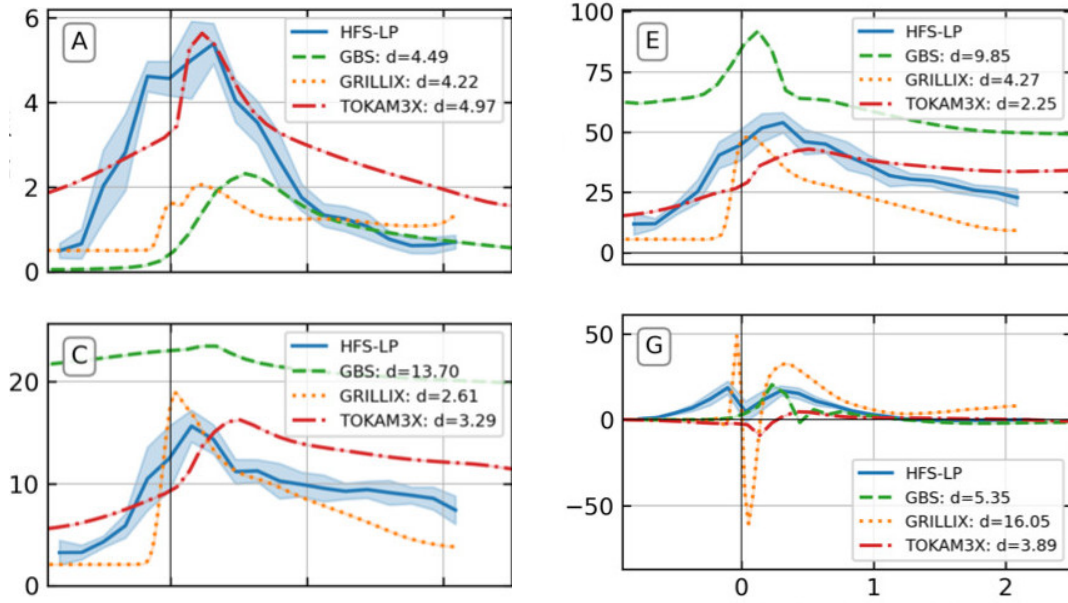 6
4
2
0
A
HFS-LP
GBS: d=4.49
GRILLIX: d=4.22
TOKAM3X: d=4.97
100
75
50
25
0
E
HFS-LP
GBS: d=9.85
GRILLIX: d=4.27
TOKAM3X: d=2.25
20
10
0
C
HFS-LP
GBS: d=13.70
GRILLIX: d=2.61
TOKAM3X: d=3.29
50
0
−50
G
HFS-LP
GBS: d=5.35
GRILLIX: d=16.05
TOKAM3X: d=3.89
0 1 2